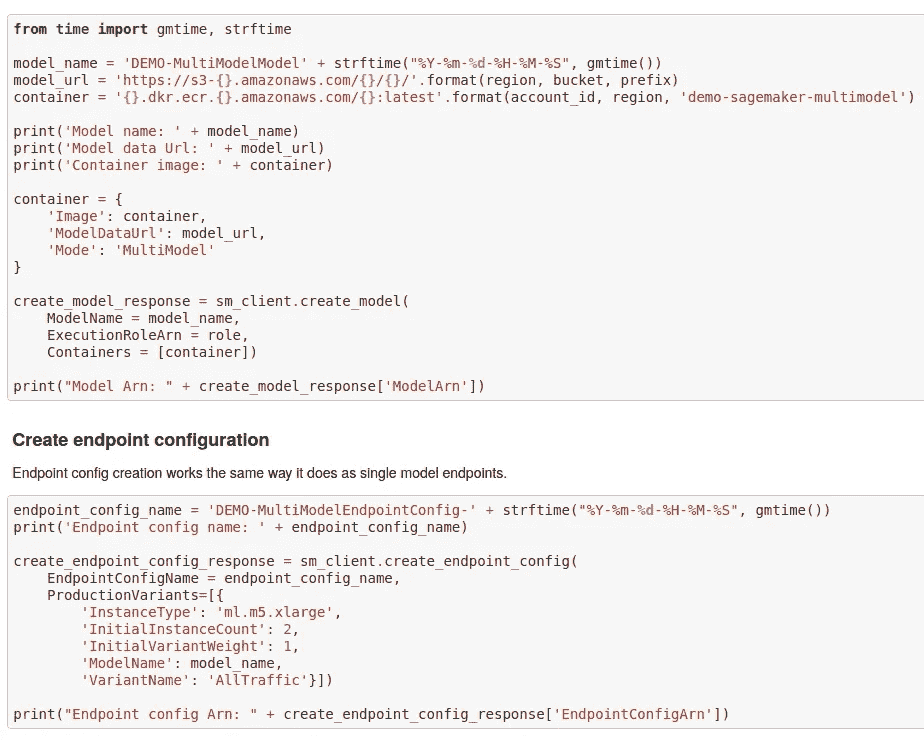 from time import gmtime, strftime
model_name = 'DEMO-MultiModelModel' + strftime("%Y-%m-%d-%H-%M-%S", gmtime())
model_url = 'https://s3-{}.amazonaws.com/{}/{}/'.format(region, bucket, prefix)
container = '{}.dkr.ecr.{}.amazonaws.com/{}:latest'.format(account_id, region, 'demo-sagemaker-multimodel')
print('Model name: ' + model_name)
print('Model data Url: ' + model_url)
print('Container image: ' + container)
container = {
    'Image': container,
    'ModelDataUrl': model_url,
    'Mode': 'MultiModel'
}
create_model_response = sm_client.create_model(
    ModelName = model_name,
    ExecutionRoleArn = role,
    Containers = [container])
print("Model Arn: " + create_model_response['ModelArn'])
Create endpoint configuration
Endpoint config creation works the same way it does as single model endpoints.
endpoint_config_name = 'DEMO-MultiModelEndpointConfig-' + strftime("%Y-%m-%d-%H-%M-%S", gmtime())
print('Endpoint config name: ' + endpoint_config_name)
create_endpoint_config_response = sm_client.create_endpoint_config(
    EndpointConfigName = endpoint_config_name,
    ProductionVariants=[{
        'InstanceType': 'ml.m5.xlarge',
        'InitialInstanceCount': 2,
        'InitialVariantWeight': 1,
        'ModelName': model_name,
        'VariantName': 'AllTraffic'}])
print("Endpoint config Arn: " + create_endpoint_config_response['EndpointConfigArn'])